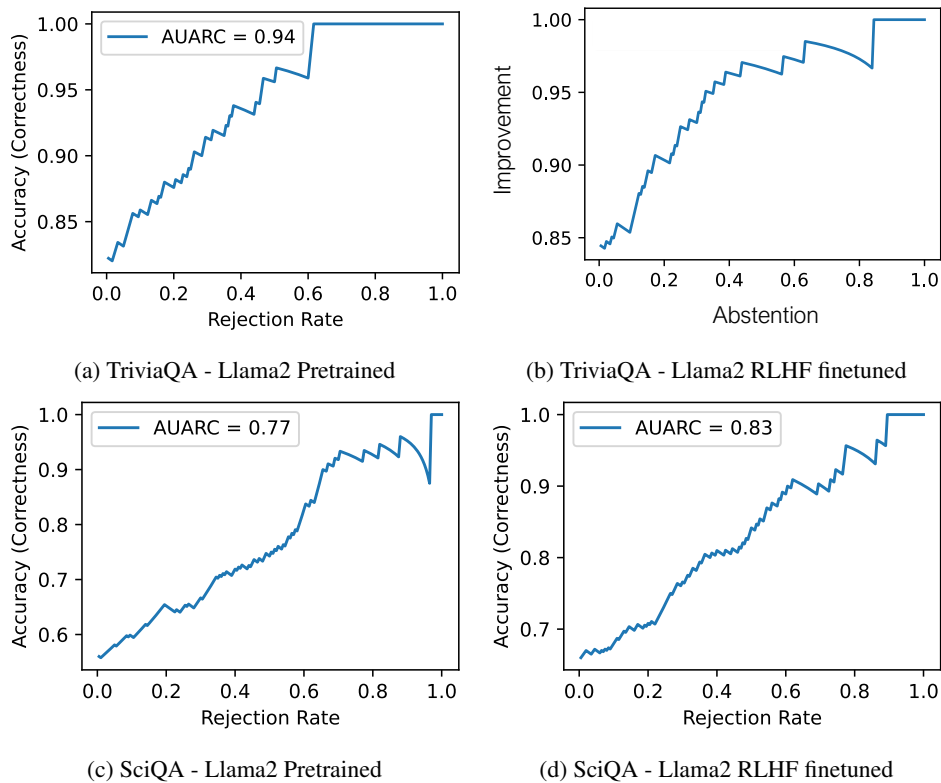 1.00
0.95
0.90
0.85
Accuracy (Correctness)
AUARC = 0.94
0.0 0.2 0.4 0.6 0.8 1.0
Rejection Rate
(a) TriviaQA - Llama2 Pretrained
1.00
0.95
0.90
0.85
Improvement
0.0 0.2 0.4 0.6 0.8 1.0
Abstention
(b) TriviaQA - Llama2 RLHF finetuned
1.0
0.9
0.8
0.7
0.6
Accuracy (Correctness)
AUARC = 0.77
0.0 0.2 0.4 0.6 0.8 1.0
Rejection Rate
(c) SciQA - Llama2 Pretrained
1.0
0.9
0.8
0.7
Accuracy (Correctness)
AUARC = 0.83
0.0 0.2 0.4 0.6 0.8 1.0
Rejection Rate
(d) SciQA - Llama2 RLHF finetuned